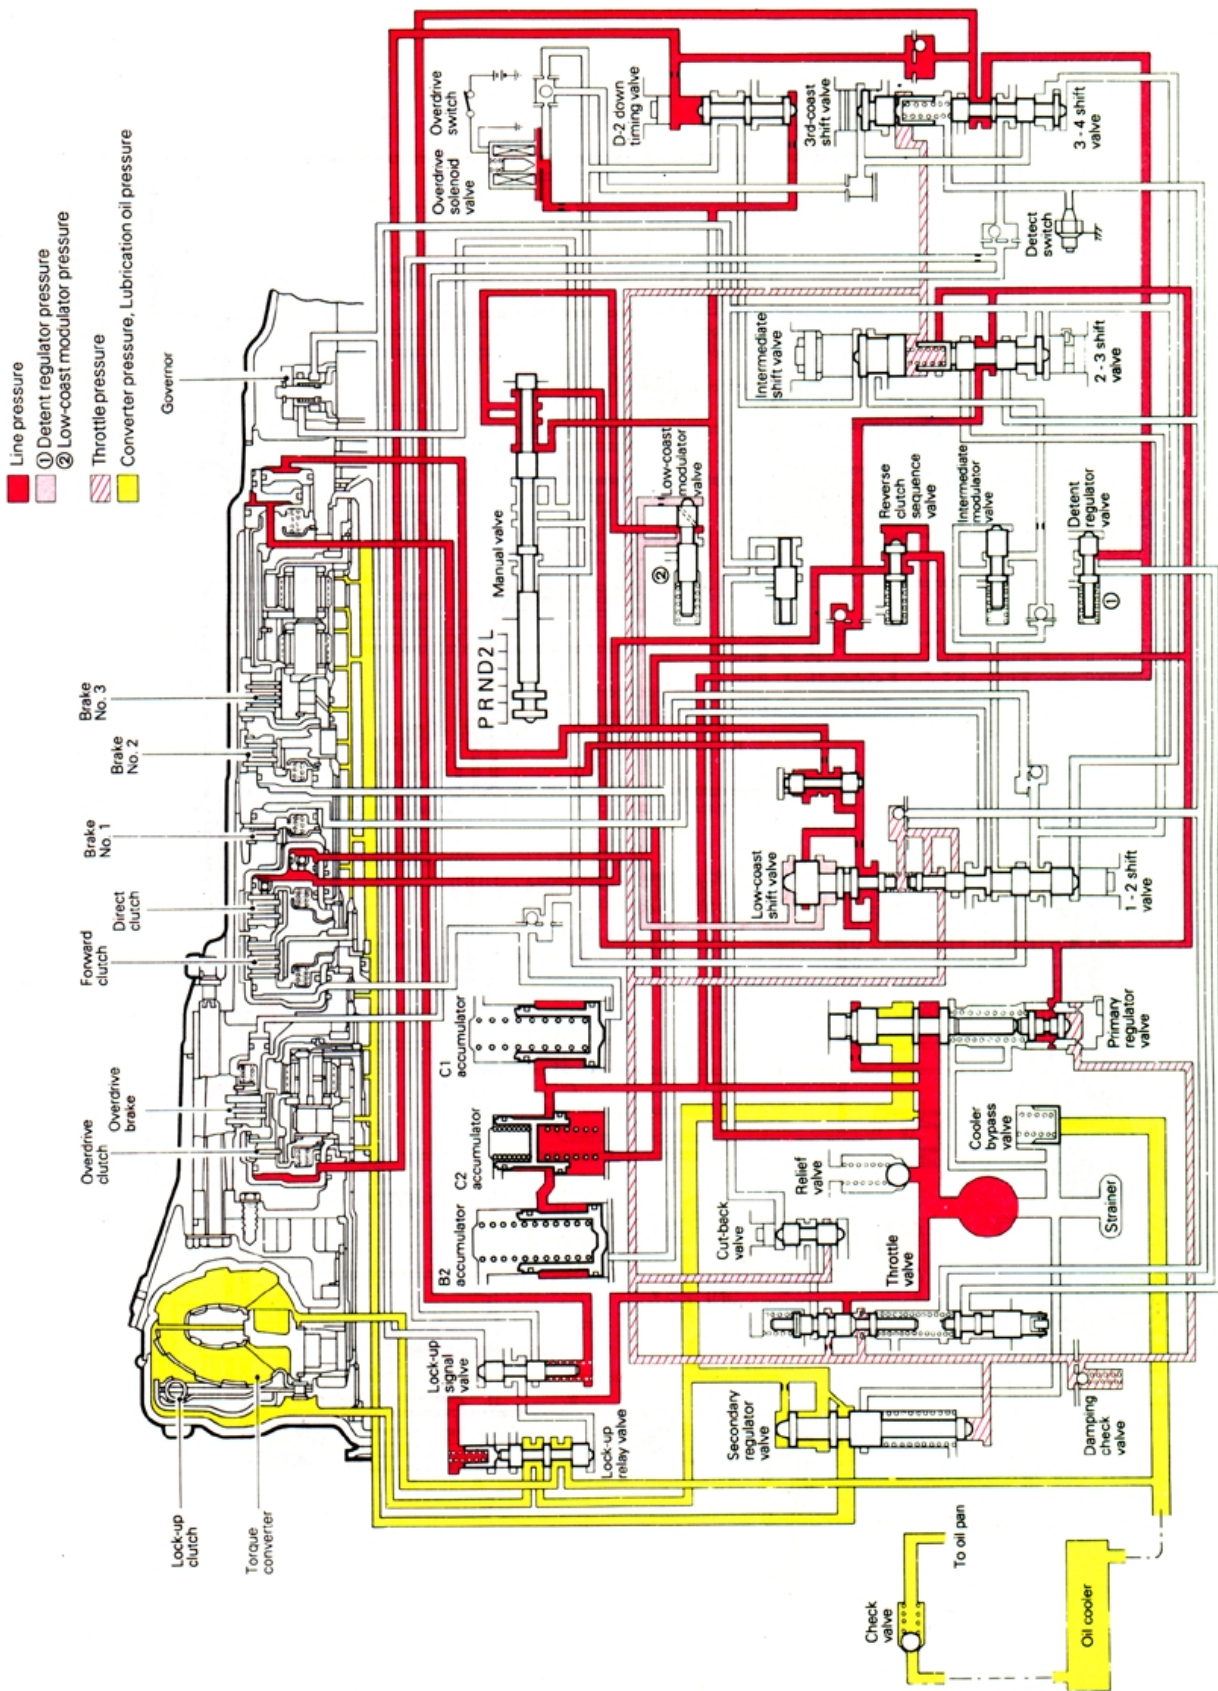 Line pressure
① Detent regulator pressure
② Low-coast modulator pressure
Throttle pressure
Converter pressure, Lubrication oil pressure
Governor
Brake
No. 3
Brake
No. 2
Brake
No. 1
Direct
clutch
Forward
clutch
Overdrive
brake
Overdrive
clutch
Lock-up
clutch
Torque
converter
Overdrive
switch
Overdrive
solenoid
valve
Manual valve
P R N D 2 L
C1
accumulator
C2
accumulator
B2
accumulator
Lock-up
signal
valve
Lock-up
relay valve
D-2 down
timing valve
Intermediate
shift valve
Low-coast
modulator
valve
②
3rd-coast
shift valve
Reverse
clutch
sequence
valve
Intermediate
modulator
valve
Detent
regulator
valve
①
Low-coast
shift valve
Relief
valve
Cut-back
valve
Throttle
valve
Secondary
regulator
valve
Detect
switch
3 - 4 shift
valve
2 - 3 shift
valve
1 - 2 shift
valve
Primary
regulator
valve
Cooler
bypass
valve
Strainer
Damping
check
valve
Check
valve
To oil pan
Oil cooler